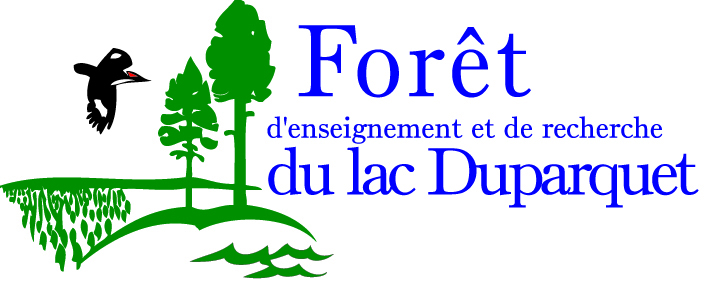 Forêt
d'enseignement et de recherche
du lac Duparquet